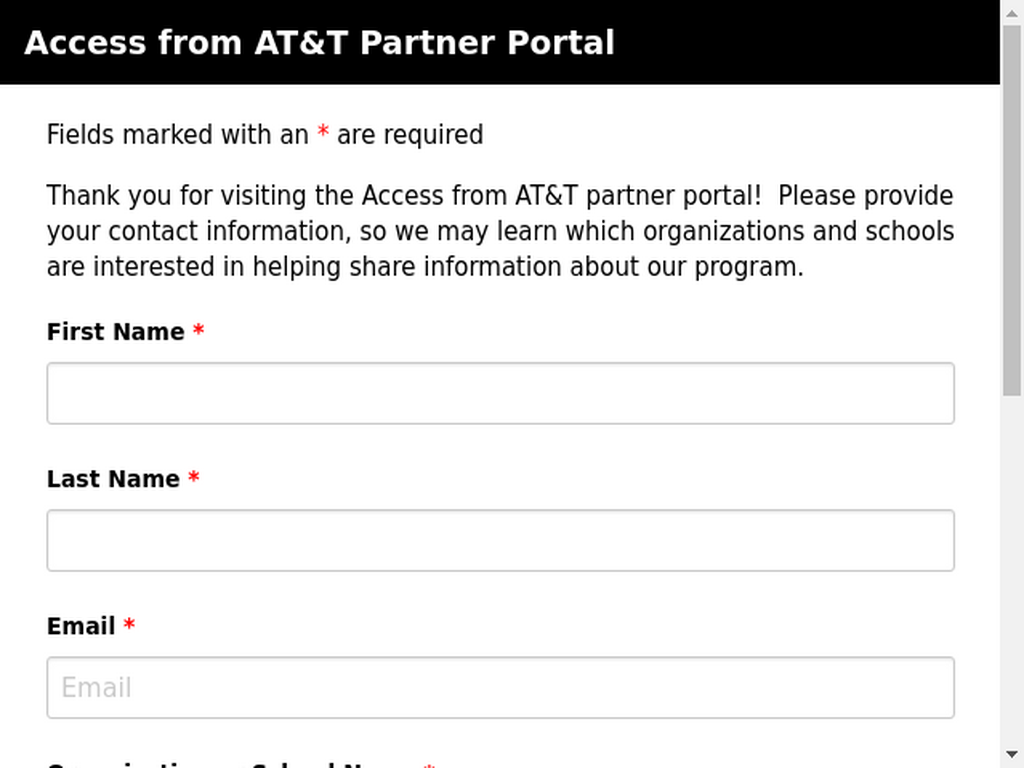 Access from AT&T Partner Portal
Fields marked with an * are required
Thank you for visiting the Access from AT&T partner portal!  Please provide
your contact information, so we may learn which organizations and schools
are interested in helping share information about our program.
First Name *
Last Name *
Email *
Email